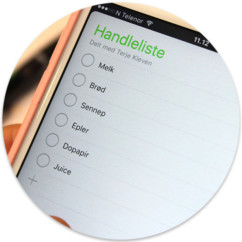 N Telenor
11.12
Handleliste
Delt med Terje Kleven
Melk
Brød
Sennep
Epler
Dopapir
Juice